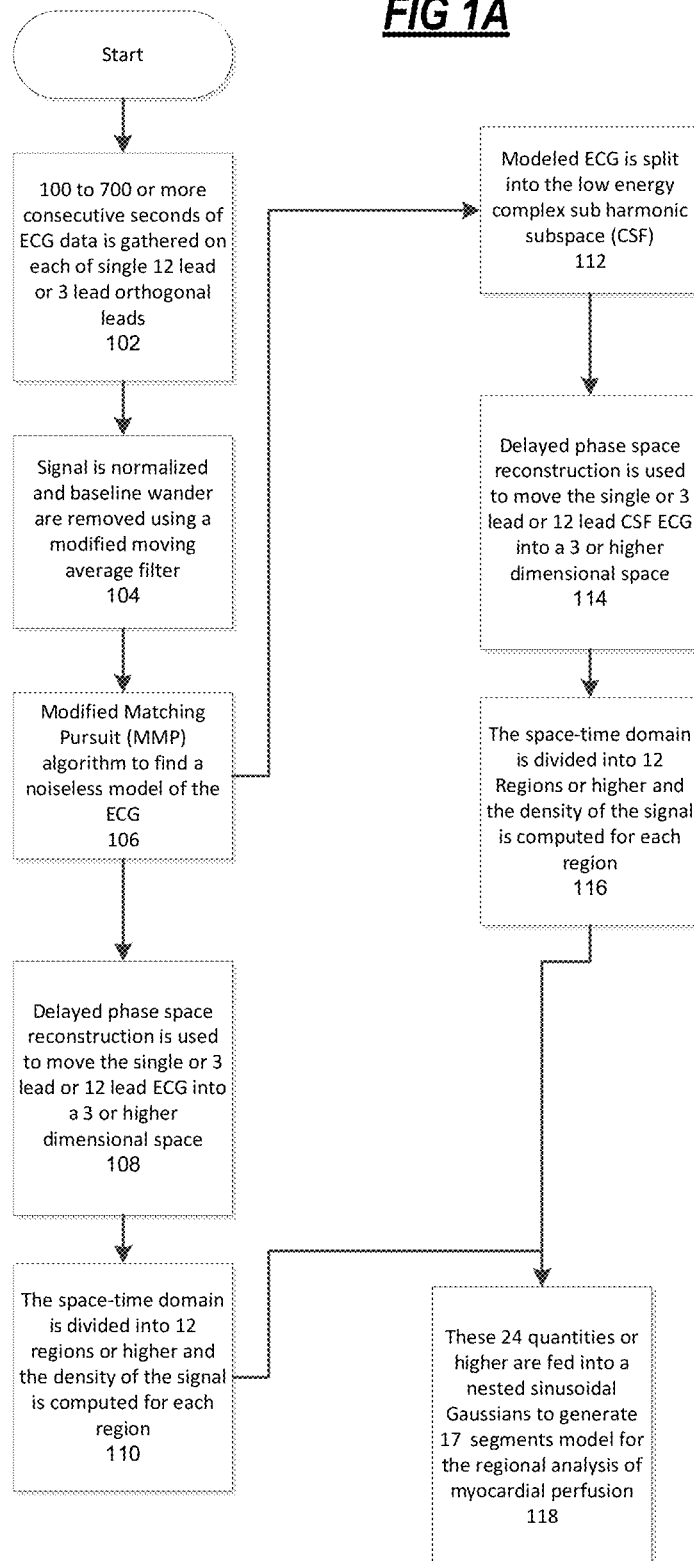 FIG 1A
Start
100 to 700 or more
consecutive seconds of
ECG data is gathered on
each of single 12 lead
or 3 lead orthogonal
leads
102
Signal is normalized
and baseline wander
are removed using a
modified moving
average filter
104
Modified Matching
Pursuit (MMP)
algorithm to find a
noiseless model of the
ECG
106
Delayed phase space
reconstruction is used
to move the single or 3
lead or 12 lead ECG into
a 3 or higher
dimensional space
108
The space-time domain
is divided into 12
regions or higher and
the density of the signal
is computed for each
region
110
Modeled ECG is split
into the low energy
complex sub harmonic
subspace (CSF)
112
Delayed phase space
reconstruction is used
to move the single or 3
lead or 12 lead CSF ECG
into a 3 or higher
dimensional space
114
The space-time domain
is divided into 12
Regions or higher and
the density of the signal
is computed for each
region
116
These 24 quantities or
higher are fed into a
nested sinusoidal
Gaussians to generate
17 segments model for
the regional analysis of
myocardial perfusion
118